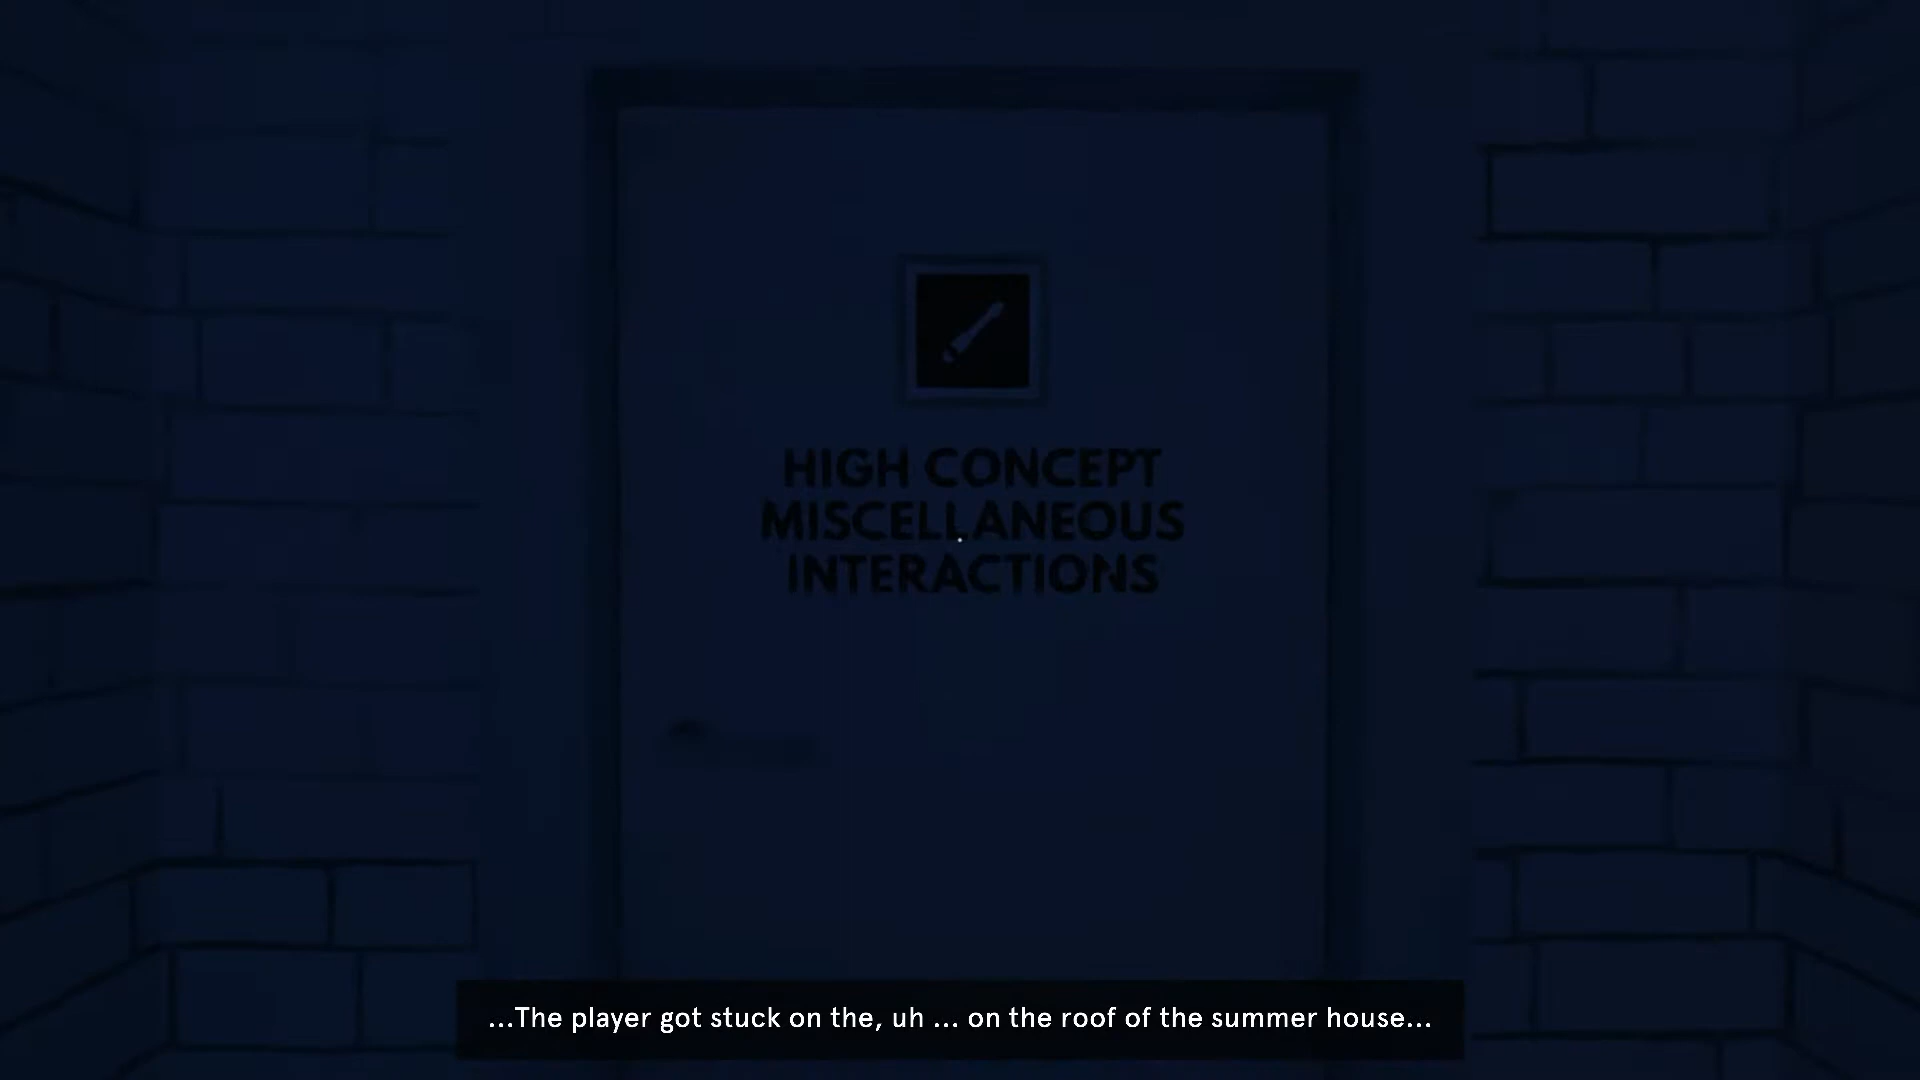 HIGH CONCEPT
MISCELLANEOUS
INTERACTIONS
...The player got stuck on the, uh ... on the roof of the summer house...